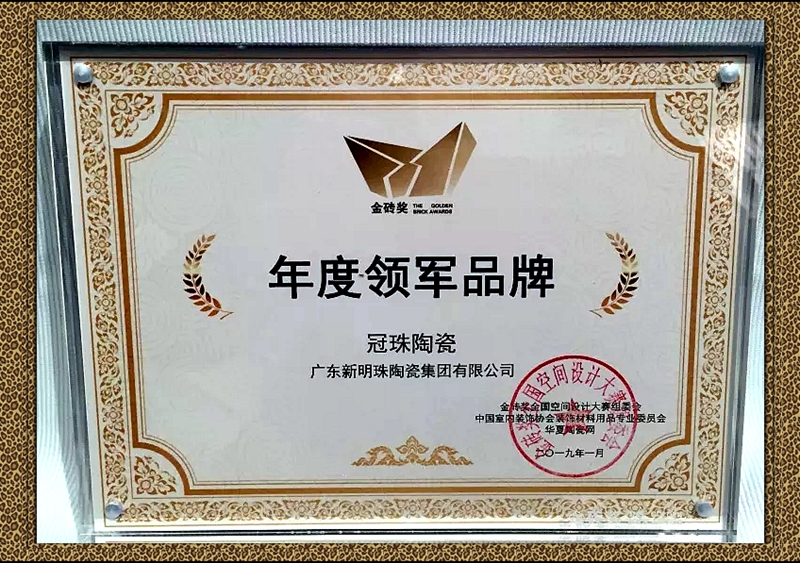 金砖奖 THE GOLDEN
BRICK AWARDS
年度领军品牌
冠珠陶瓷
广东新明珠陶瓷集团有限公司
金砖奖全国空间设计大赛组委会
中国室内装饰协会装饰材料用品专业委员会
华夏陶瓷网
二〇一九年一月